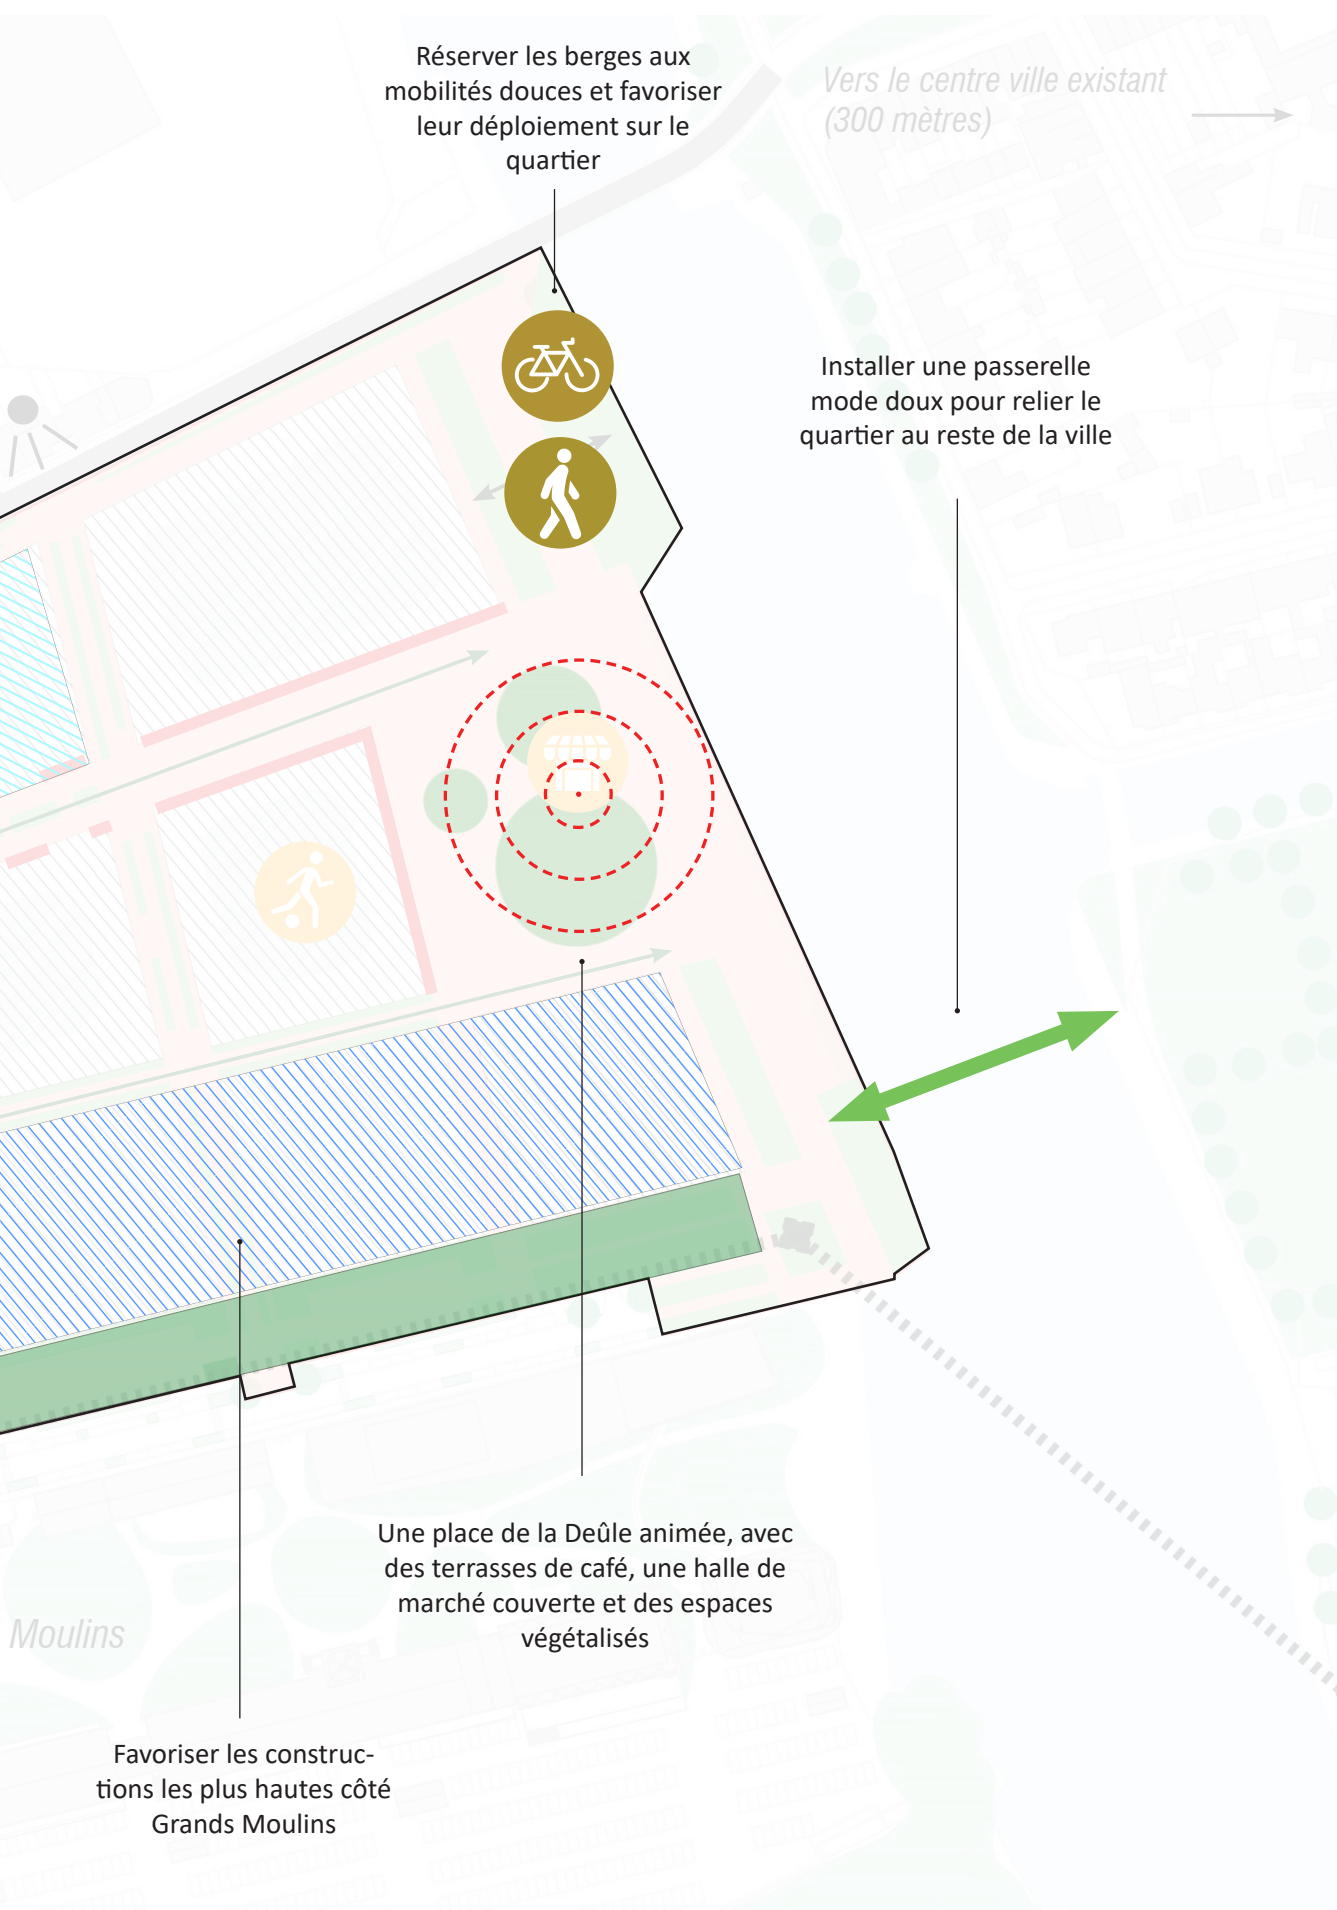 Réserver les berges aux
mobilités douces et favoriser
leur déploiement sur le
quartier
Vers le centre ville existant
(300 mètres)
Installer une passerelle
mode doux pour relier le
quartier au reste de la ville
Une place de la Deûle animée, avec
des terrasses de café, une halle de
marché couverte et des espaces
végétalisés
Moulins
Favoriser les construc-
tions les plus hautes côté
Grands Moulins